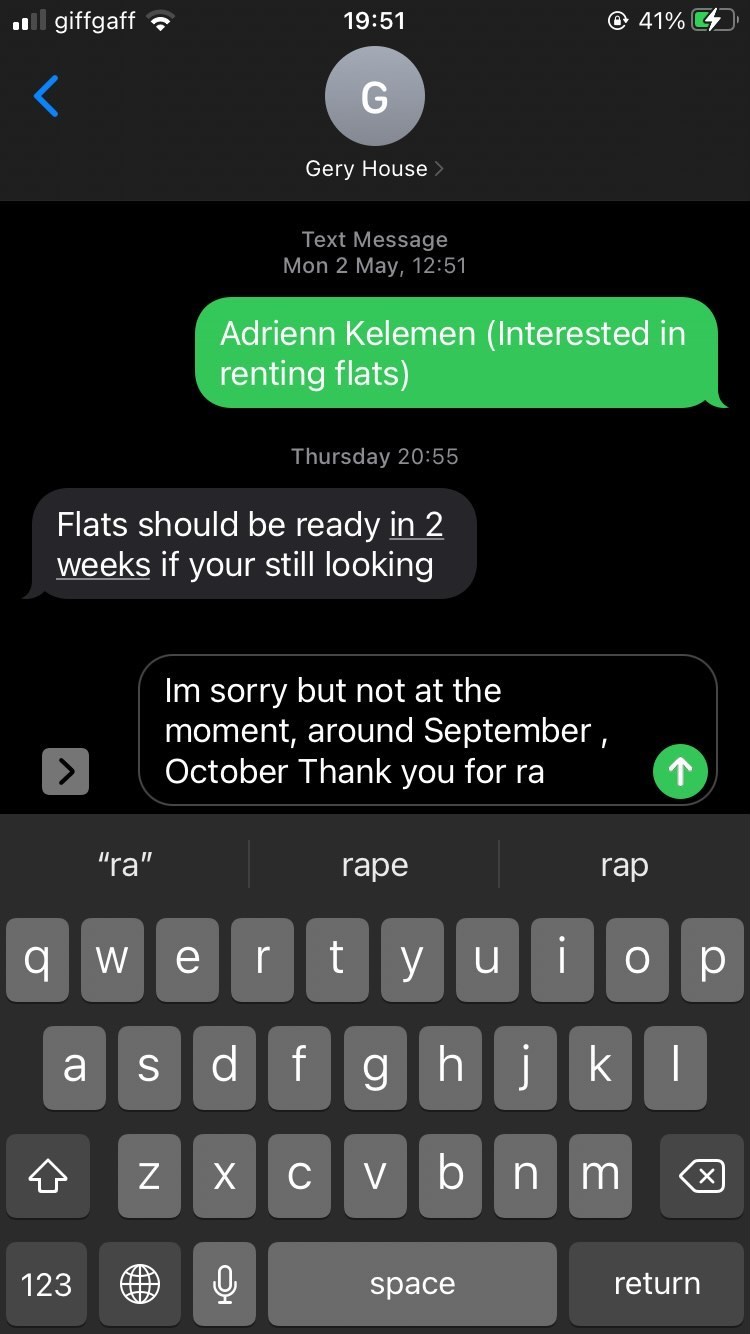 giffgaff 19:51 41%
G
Gery House
Text Message
Mon 2 May, 12:51
Adrienn Kelemen (Interested in
renting flats)
Thursday 20:55
Flats should be ready in 2
weeks if your still looking
Im sorry but not at the
moment, around September ,
October Thank you for ra
“ra” rape rap
q w e r t y u i o p
a s d f g h j k l
z x c v b n m
123 space return